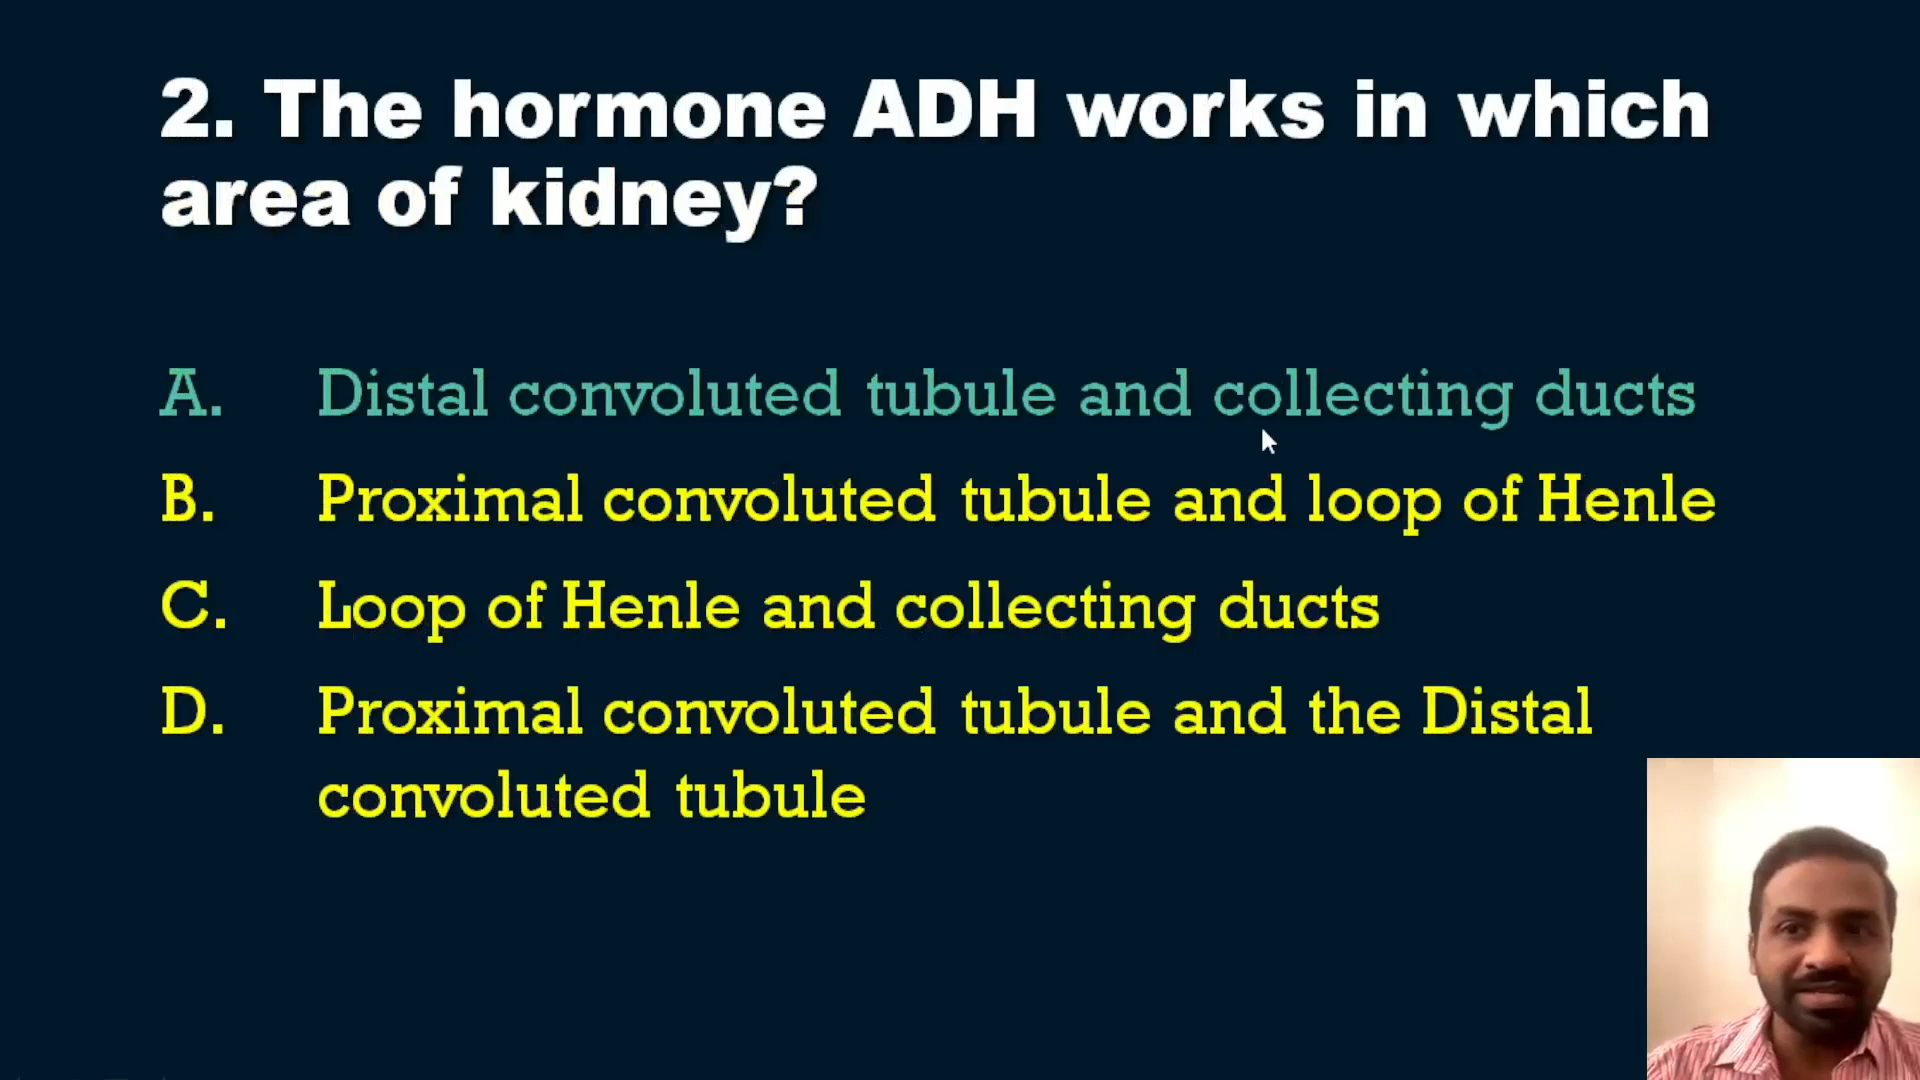 2. The hormone ADH works in which
area of kidney?
A. Distal convoluted tubule and collecting ducts
B. Proximal convoluted tubule and loop of Henle
C. Loop of Henle and collecting ducts
D. Proximal convoluted tubule and the Distal
convoluted tubule